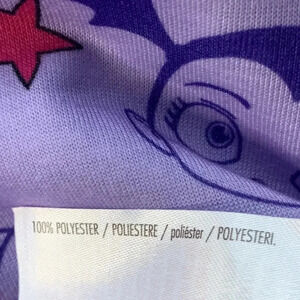 100% POLYESTER / POLIESTERE / poliéster / POLYESTERI.